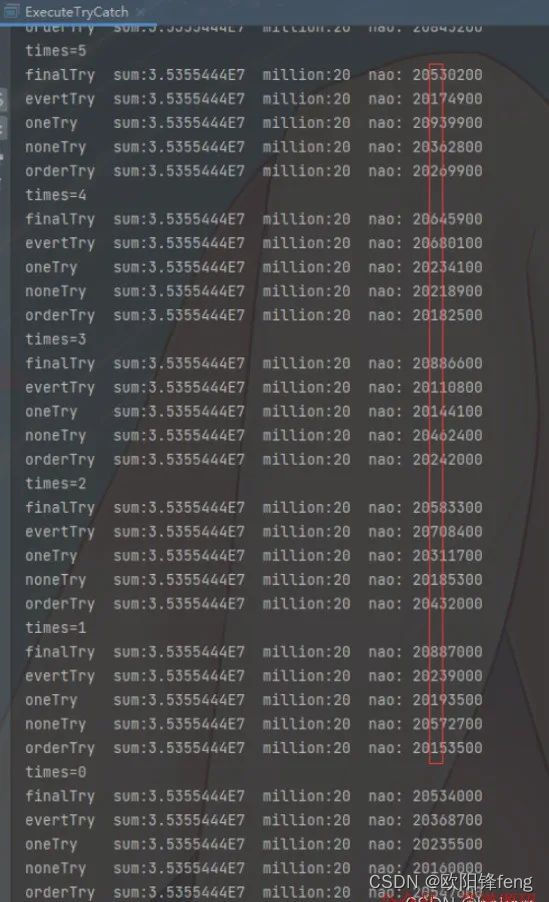 ExecuteTryCatch
orderTry sum:3.5355444E7 million:20 nao: 20843200
times=5
finalTry sum:3.5355444E7 million:20 nao: 20530200
evertTry sum:3.5355444E7 million:20 nao: 20174900
oneTry sum:3.5355444E7 million:20 nao: 20939900
noneTry sum:3.5355444E7 million:20 nao: 20362800
orderTry sum:3.5355444E7 million:20 nao: 20269900
times=4
finalTry sum:3.5355444E7 million:20 nao: 20645900
evertTry sum:3.5355444E7 million:20 nao: 20680100
oneTry sum:3.5355444E7 million:20 nao: 20234100
noneTry sum:3.5355444E7 million:20 nao: 20218900
orderTry sum:3.5355444E7 million:20 nao: 20182500
times=3
finalTry sum:3.5355444E7 million:20 nao: 20886600
evertTry sum:3.5355444E7 million:20 nao: 20110800
oneTry sum:3.5355444E7 million:20 nao: 20144100
noneTry sum:3.5355444E7 million:20 nao: 20462400
orderTry sum:3.5355444E7 million:20 nao: 20242000
times=2
finalTry sum:3.5355444E7 million:20 nao: 20583300
evertTry sum:3.5355444E7 million:20 nao: 20708400
oneTry sum:3.5355444E7 million:20 nao: 20311700
noneTry sum:3.5355444E7 million:20 nao: 20185300
orderTry sum:3.5355444E7 million:20 nao: 20432000
times=1
finalTry sum:3.5355444E7 million:20 nao: 20887000
evertTry sum:3.5355444E7 million:20 nao: 20239000
oneTry sum:3.5355444E7 million:20 nao: 20193500
noneTry sum:3.5355444E7 million:20 nao: 20572700
orderTry sum:3.5355444E7 million:20 nao: 20153500
times=0
finalTry sum:3.5355444E7 million:20 nao: 20534000
evertTry sum:3.5355444E7 million:20 nao: 20368700
oneTry sum:3.5355444E7 million:20 nao: 20235500
noneTry sum:3.5355444E7 million:20 nao: 20160000
orderTry sum:3.5355444E7 million:20 nao:
CSDN @欧阳锋feng